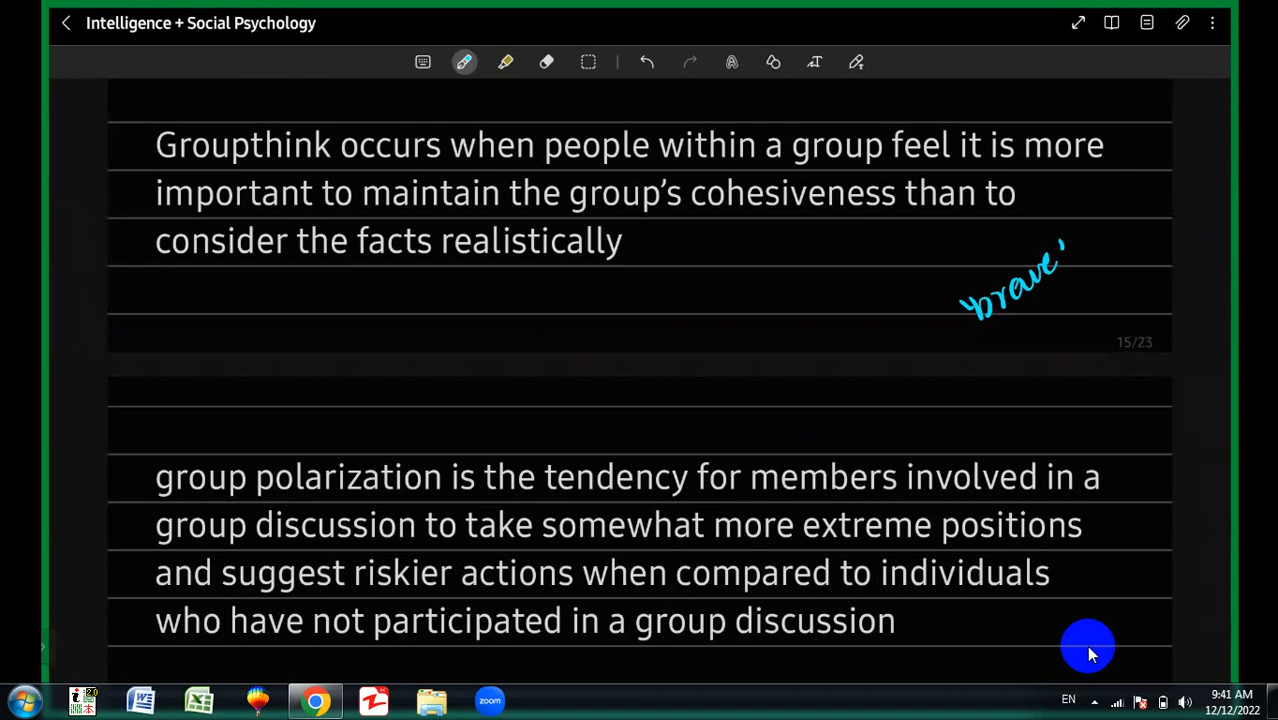 Intelligence + Social Psychology
Groupthink occurs when people within a group feel it is more
important to maintain the group's cohesiveness than to
consider the facts realistically
'brave'
15/23
group polarization is the tendency for members involved in a
group discussion to take somewhat more extreme positions
and suggest riskier actions when compared to individuals
who have not participated in a group discussion
zoom
EN
9:41 AM
12/12/2022